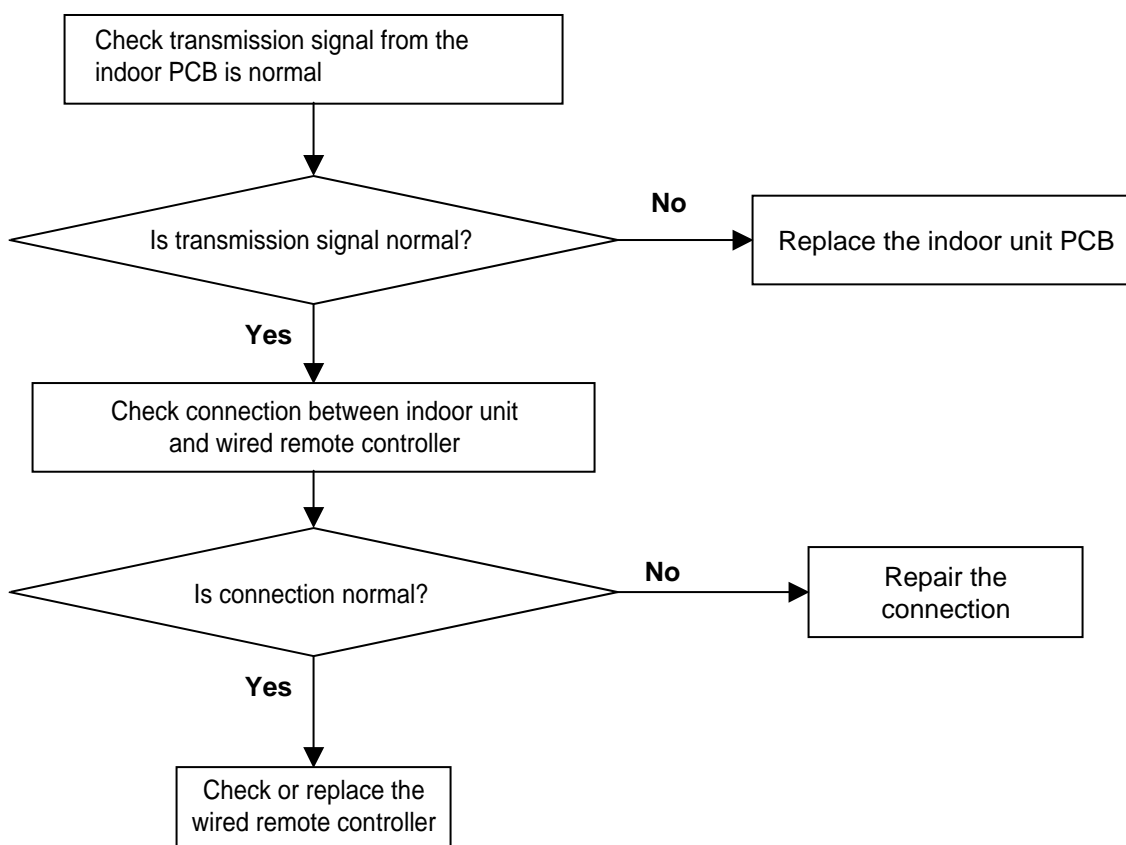 Check transmission signal from the
indoor PCB is normal
Is transmission signal normal?
No
Replace the indoor unit PCB
Yes
Check connection between indoor unit
and wired remote controller
Is connection normal?
No
Repair the
connection
Yes
Check or replace the
wired remote controller